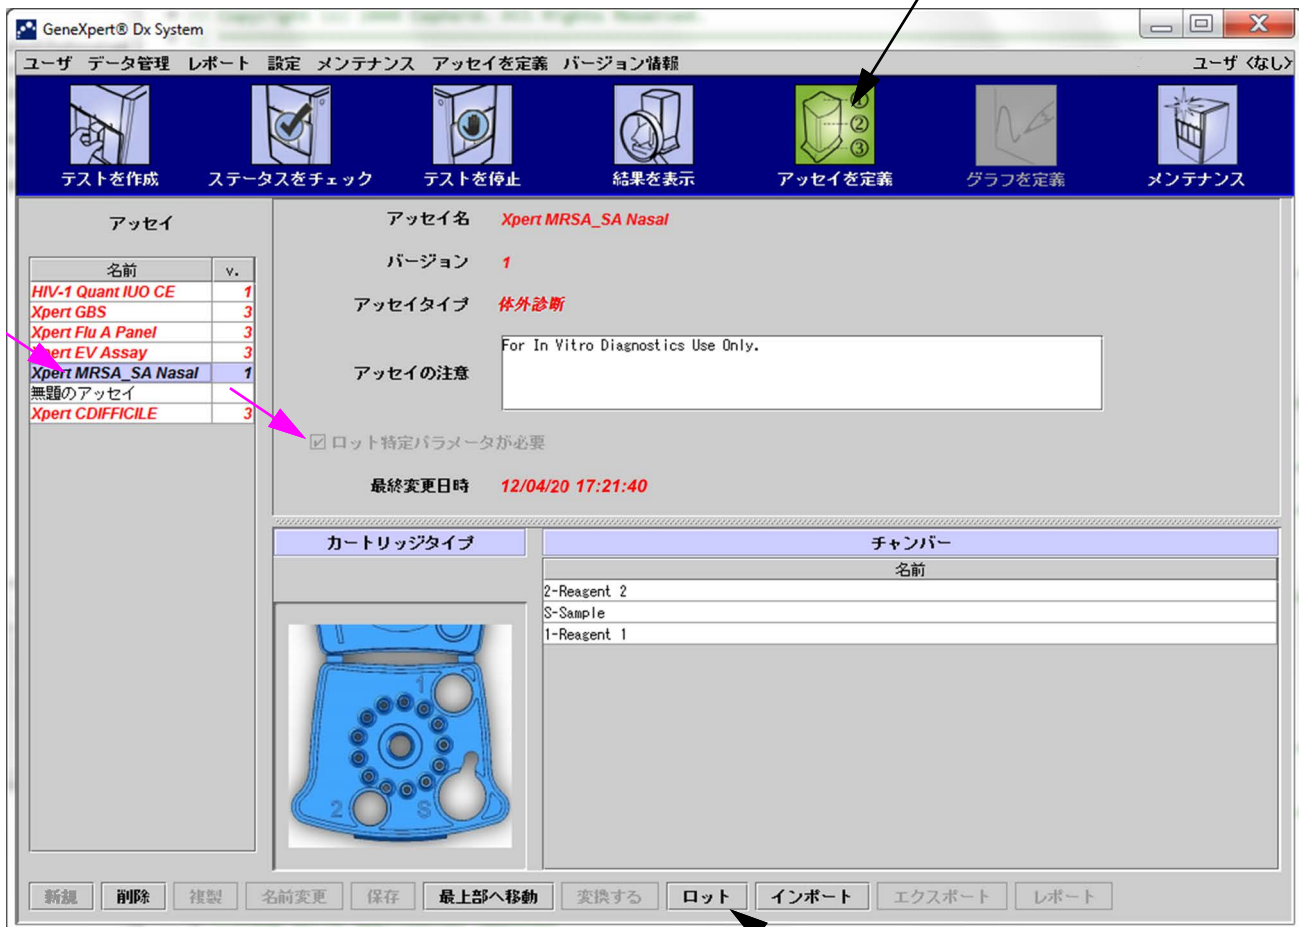 GeneXpert® Dx System
ユーザ データ管理 レポート 設定 メンテナンス アッセイを定義 バージョン情報 ユーザ <なし>
① ② ③
テストを作成 ステータスをチェック テストを停止 結果を表示 アッセイを定義 グラフを定義 メンテナンス
アッセイ
名前 v.
HIV-1 Quant IUO CE 1
Xpert GBS 3
Xpert Flu A Panel 3
Xpert EV Assay 3
Xpert MRSA_SA Nasal 1
無題のアッセイ
Xpert CDIFFICILE 3
アッセイ名 Xpert MRSA_SA Nasal
バージョン 1
アッセイタイプ 体外診断
アッセイの注意 For In Vitro Diagnostics Use Only.
ロット特定パラメータが必要
最終変更日時 12/04/20 17:21:40
カートリッジタイプ
1
2 S
チャンバー
名前
2-Reagent 2
S-Sample
1-Reagent 1
新規 削除 複製 名前変更 保存 最上部へ移動 変換する ロット インポート エクスポート レポート